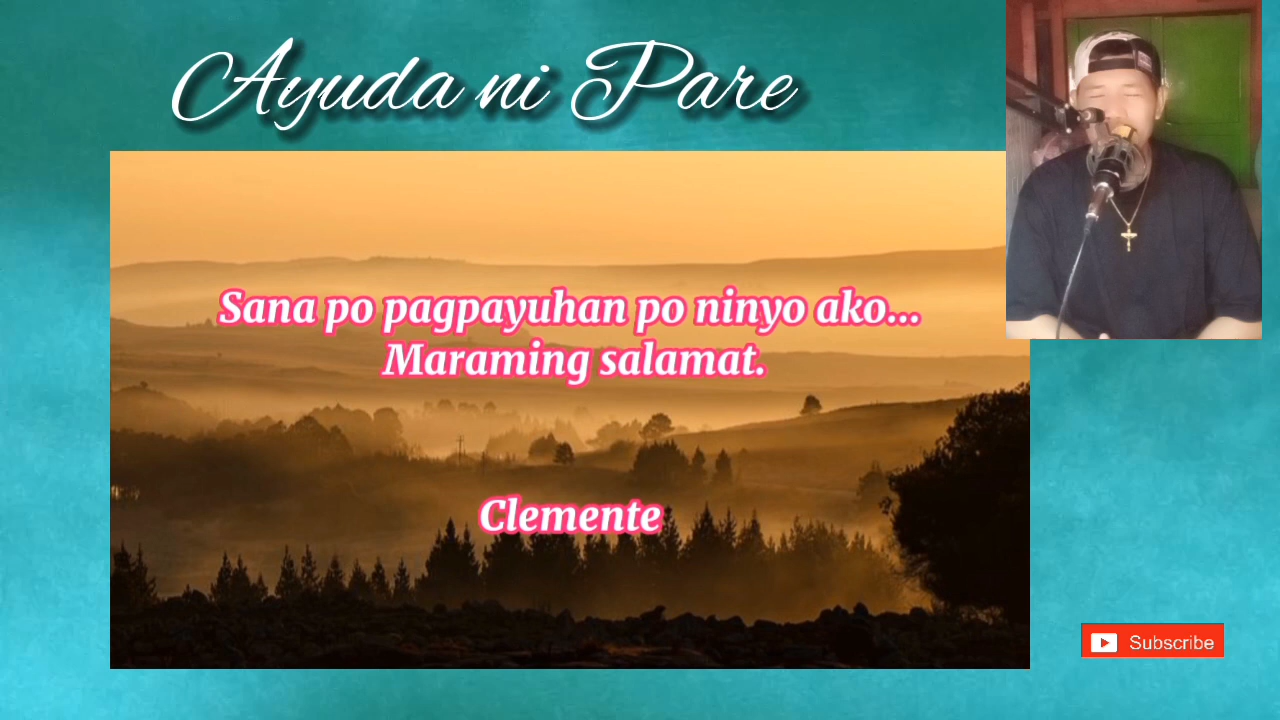 Ayuda ni Pare
Sana po pagpayuhan po ninyo ako...
Maraming salamat.
Clemente
Subscribe